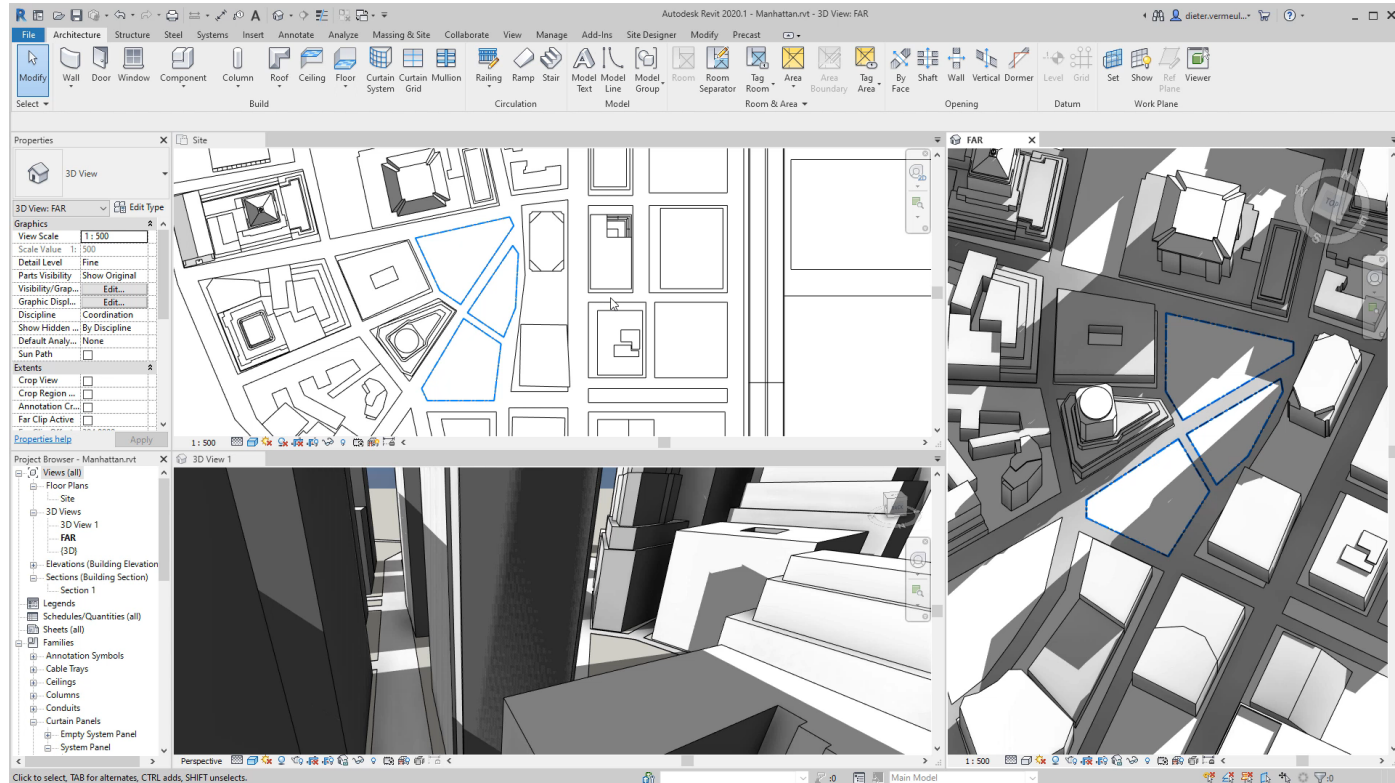 Autodesk Revit 2020.1 - Manhattan.rvt - 3D View: FAR
dieter.vermeul...
File Architecture Structure Steel Systems Insert Annotate Analyze Massing & Site Collaborate View Manage Add-Ins Site Designer Modify Precast
Modify Wall Door Window Component Column Roof Ceiling Floor Curtain System Curtain Grid Mullion Railing Ramp Stair Model Text Model Line Model Group Room Room Separator Tag Room Area Area Boundary Tag Area By Face Shaft Wall Vertical Dormer Level Grid Set Show Ref Plane Viewer
Select Build Circulation Model Room & Area Opening Datum Work Plane
Properties
3D View
3D View: FAR Edit Type
Graphics
View Scale 1 : 500
Scale Value 1: 500
Detail Level Fine
Parts Visibility Show Original
Visibility/Grap... Edit...
Graphic Displ... Edit...
Discipline Coordination
Show Hidden ... By Discipline
Default Analy... None
Sun Path
Extents
Crop View
Crop Region ...
Annotation Cr...
Far Clip Active
Properties help Apply
Project Browser - Manhattan.rvt
Views (all)
Floor Plans
Site
3D Views
3D View 1
FAR
{3D}
Elevations (Building Elevation
Sections (Building Section)
Section 1
Legends
Schedules/Quantities (all)
Sheets (all)
Families
Annotation Symbols
Cable Trays
Ceilings
Columns
Conduits
Curtain Panels
Empty System Panel
System Panel
Site
2D
1 : 500
3D View 1
Perspective
FAR
TOP
1 : 500
Click to select, TAB for alternates, CTRL adds, SHIFT unselects.
:0 Main Model :0